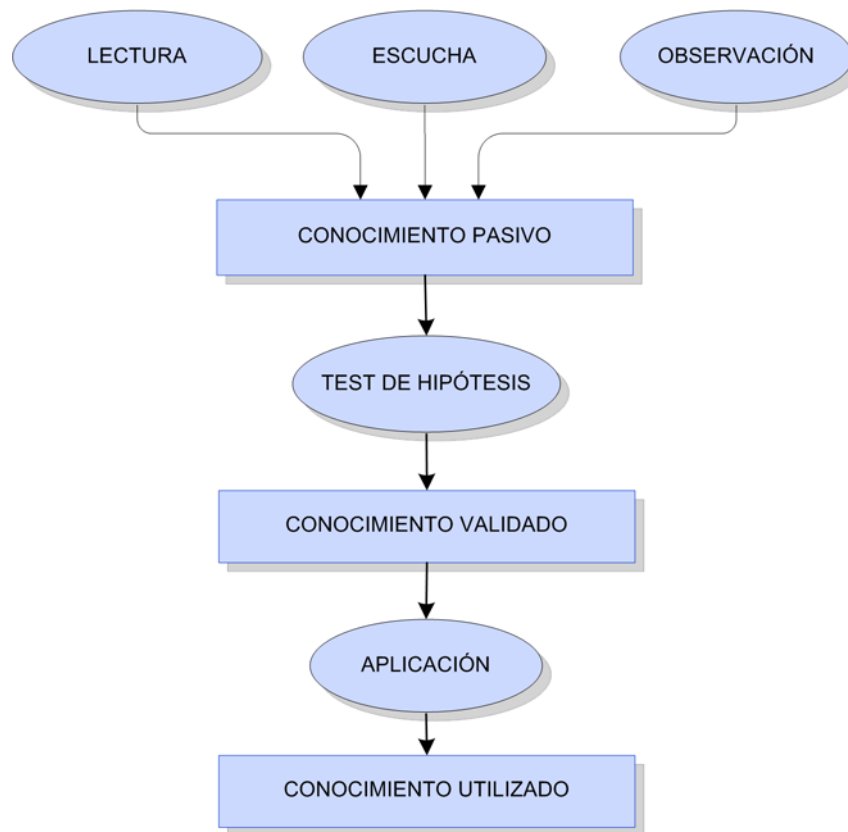 LECTURA
ESCUCHA
OBSERVACIÓN
CONOCIMIENTO PASIVO
TEST DE HIPÓTESIS
CONOCIMIENTO VALIDADO
APLICACIÓN
CONOCIMIENTO UTILIZADO